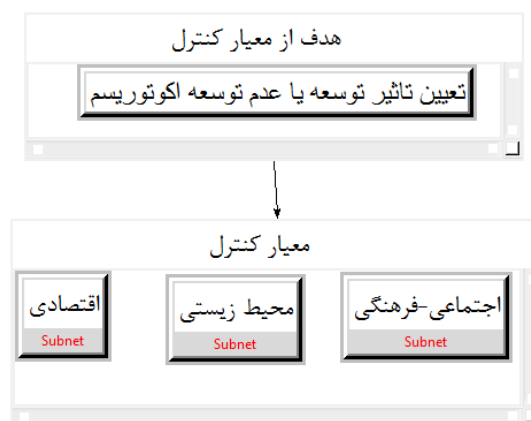 هدف از معیار کنترل
تعیین تاثیر توسعه یا عدم توسعه اکوتوریسم
معیار کنترل
اجتماعی-فرهنگی
Subnet
محیط زیستی
Subnet
اقتصادی
Subnet